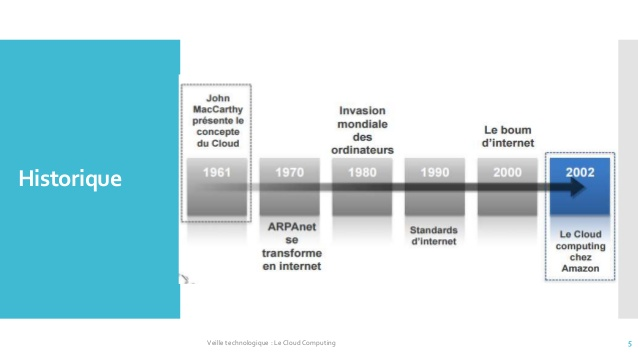 Historique
John
MacCarthy
présente le
concepte
du Cloud
Invasion
mondiale
des
ordinateurs
Le boum
d'internet
1961
1970
1980
1990
2000
2002
ARPAnet
se
transforme
en internet
Standards
d'internet
Le Cloud
computing
chez
Amazon
Veille technologique : Le Cloud Computing
5